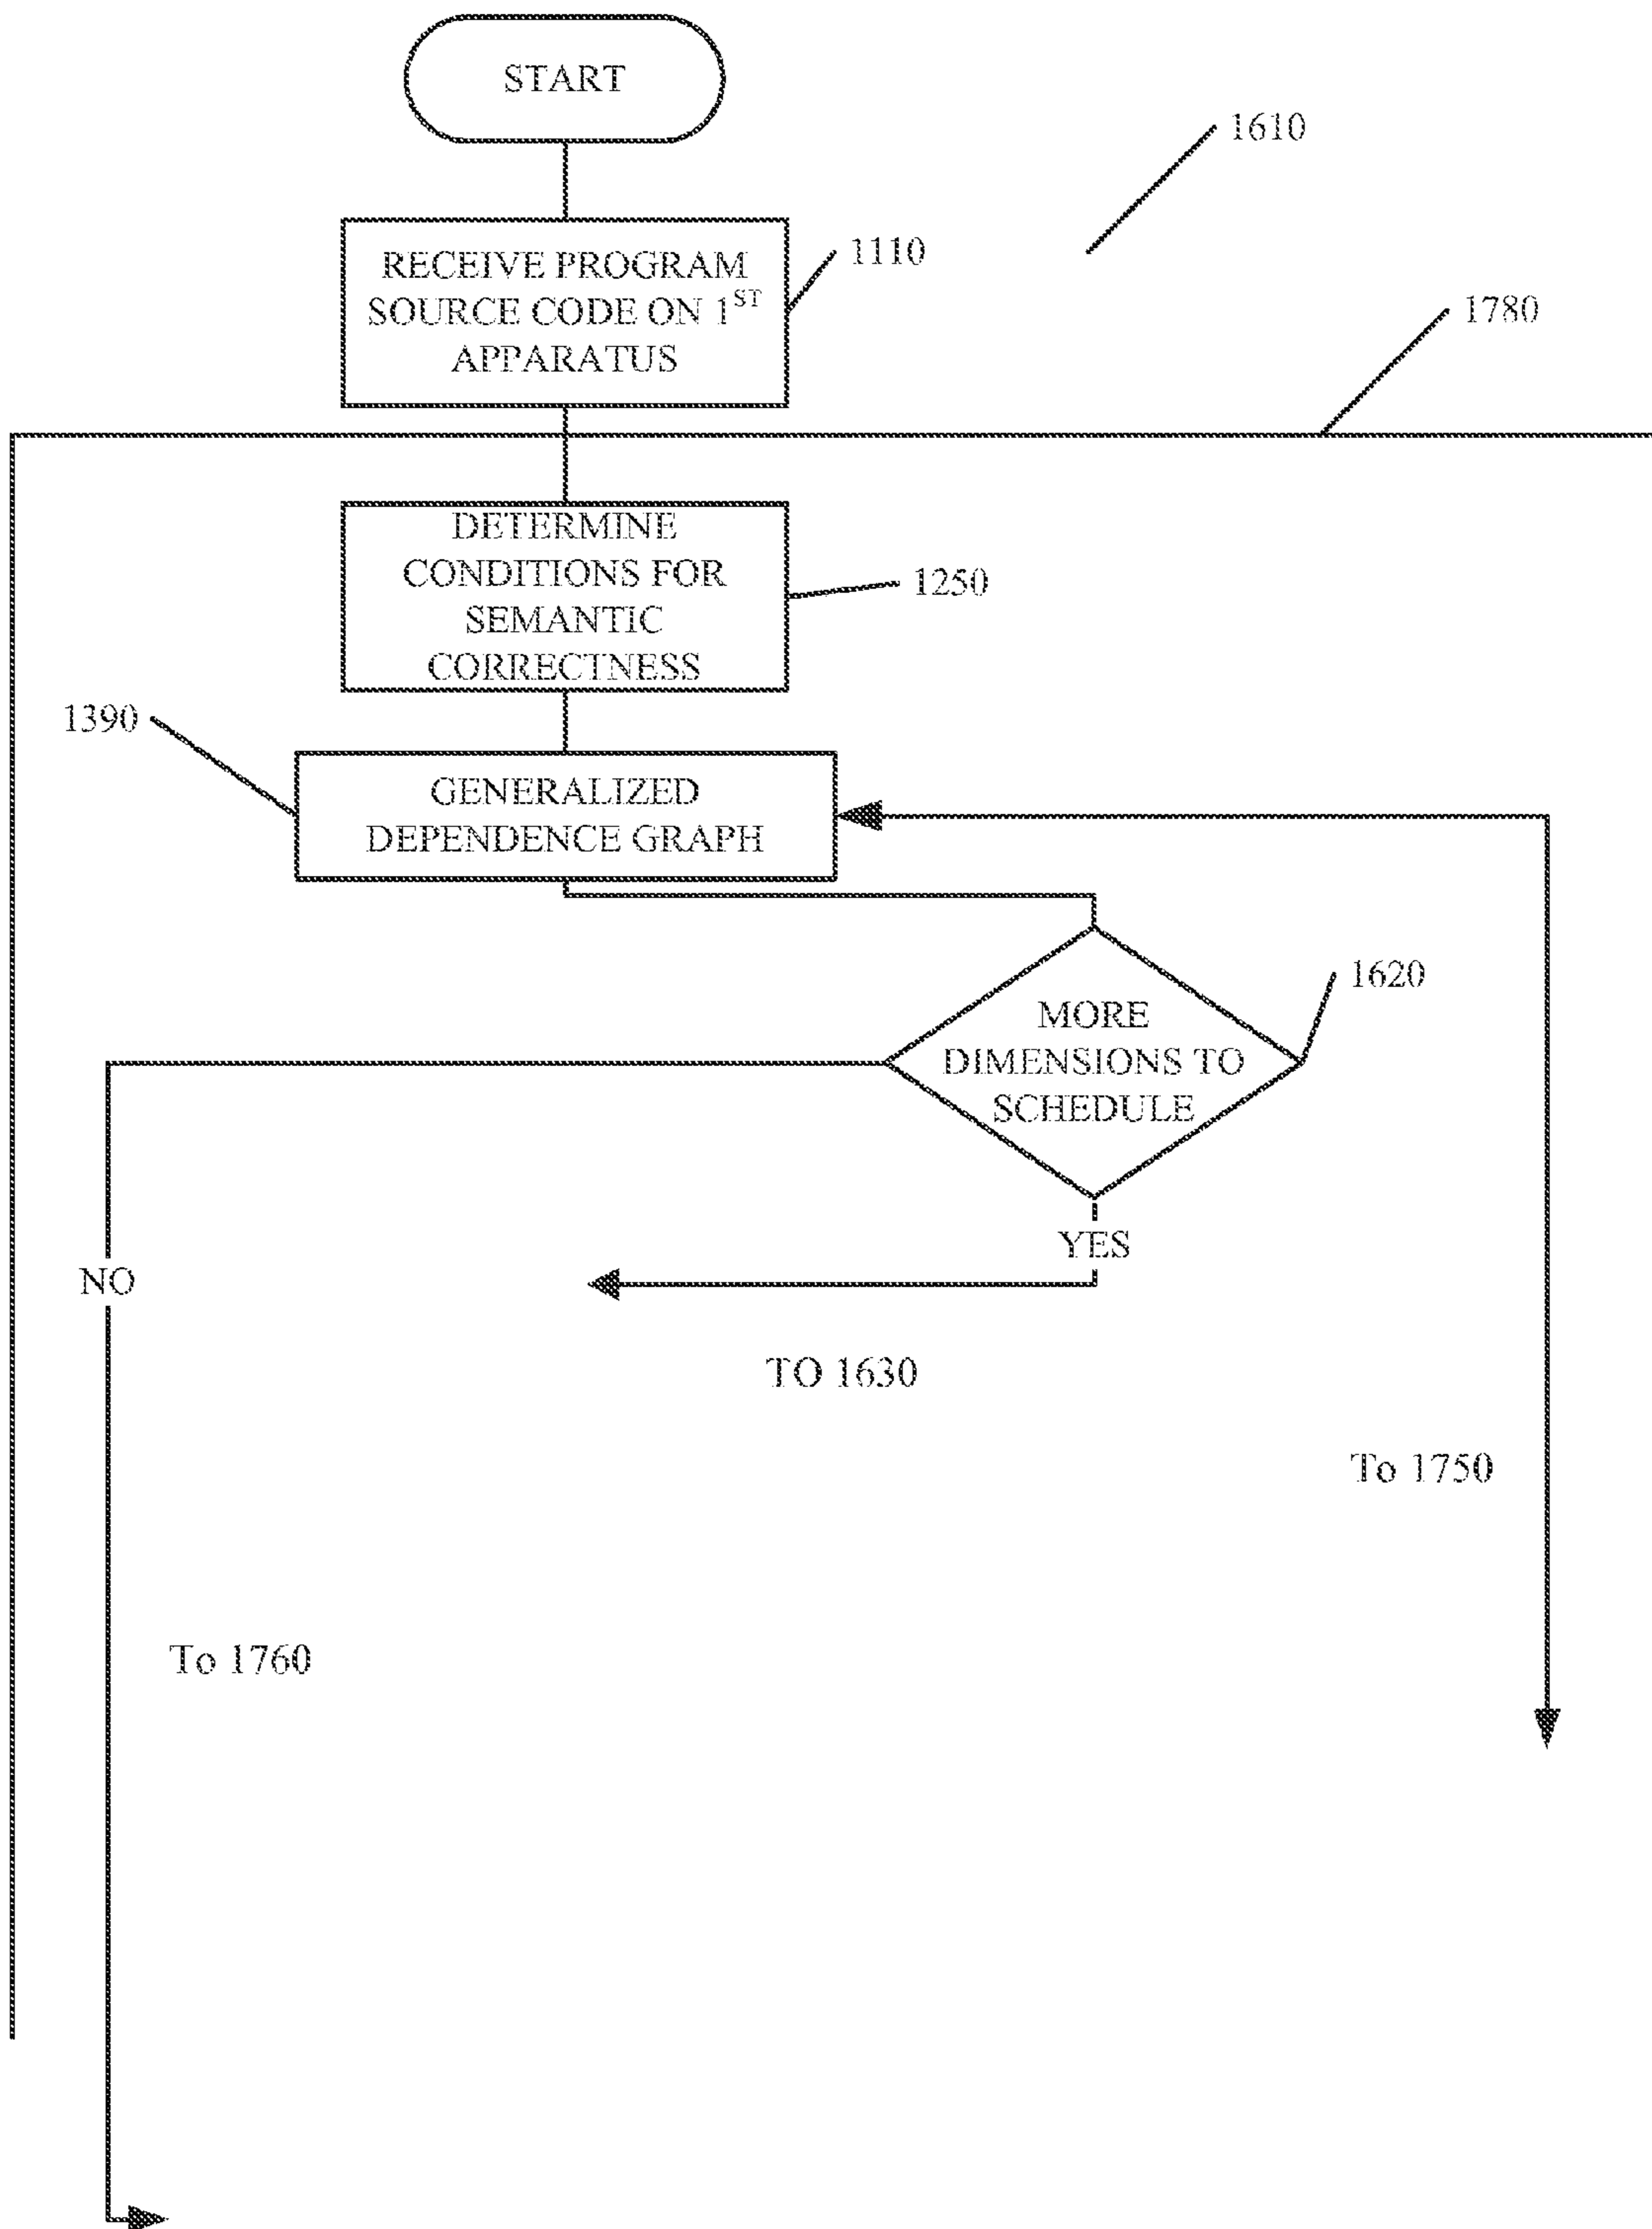 START
1610
RECEIVE PROGRAM
SOURCE CODE ON 1ST
APPARATUS
1110
1780
DETERMINE
CONDITIONS FOR
SEMANTIC
CORRECTNESS
1250
1390
GENERALIZED
DEPENDENCE GRAPH
1620
MORE
DIMENSIONS TO
SCHEDULE
YES
NO
TO 1630
To 1750
To 1760